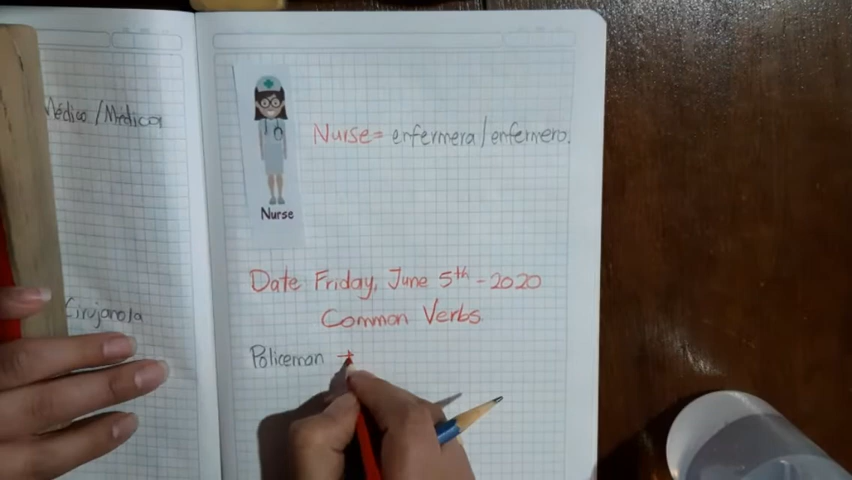 Médico / Médica
Cirujano/a
Nurse = enfermera/enfermero.
Nurse
Date Friday, June 5th - 2020
Common Verbs
Policeman